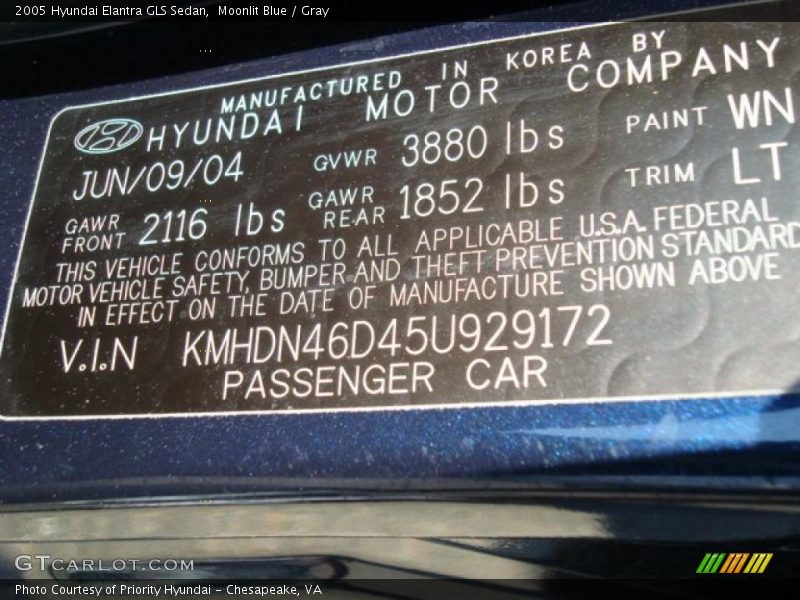 2005 Hyundai Elantra GLS Sedan,  Moonlit Blue / Gray
MANUFACTURED IN KOREA BY
HYUNDAI MOTOR COMPANY
JUN/09/04 GVWR 3880 lbs PAINT WN
GAWR FRONT 2116 lbs GAWR REAR 1852 lbs TRIM LT
THIS VEHICLE CONFORMS TO ALL APPLICABLE U.S.A. FEDERAL
MOTOR VEHICLE SAFETY, BUMPER AND THEFT PREVENTION STANDARD
IN EFFECT ON THE DATE OF MANUFACTURE SHOWN ABOVE
V.I.N KMHDN46D45U929172
PASSENGER CAR
GTCARLOT.COM
Photo Courtesy of Priority Hyundai - Chesapeake, VA